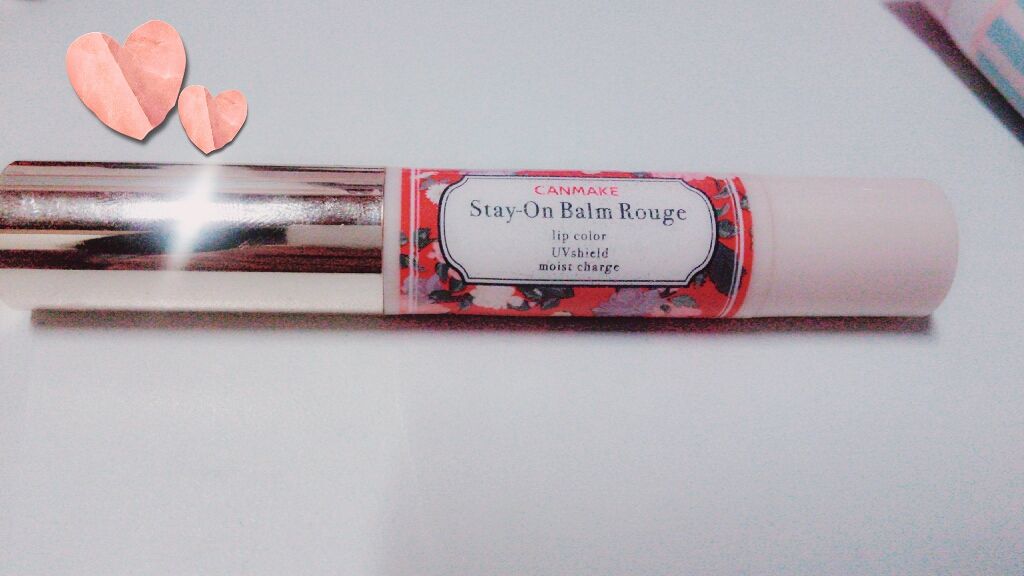 CANMAKE
Stay-On Balm Rouge
lip color
UVshield
moist charge